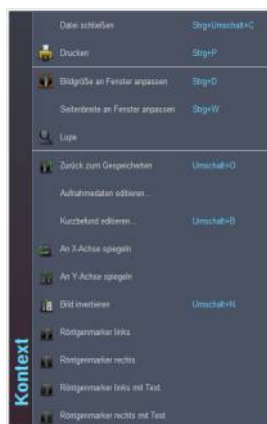 Datei schließen Strg+Umschalt+C
Drucken Strg+P
Bildgröße an Fenster anpassen Strg+D
Seitenbreite an Fenster anpassen Strg+W
Lupe
Zurück zum Gespeicherten Umschalt+O
Aufnahmedaten editieren...
Kurzbefund editieren... Umschalt+B
An X-Achse spiegeln
An Y-Achse spiegeln
Bild invertieren Umschalt+N
Röntgenmarker links
Röntgenmarker rechts
Röntgenmarker links mit Text
Röntgenmarker rechts mit Text
Kontext